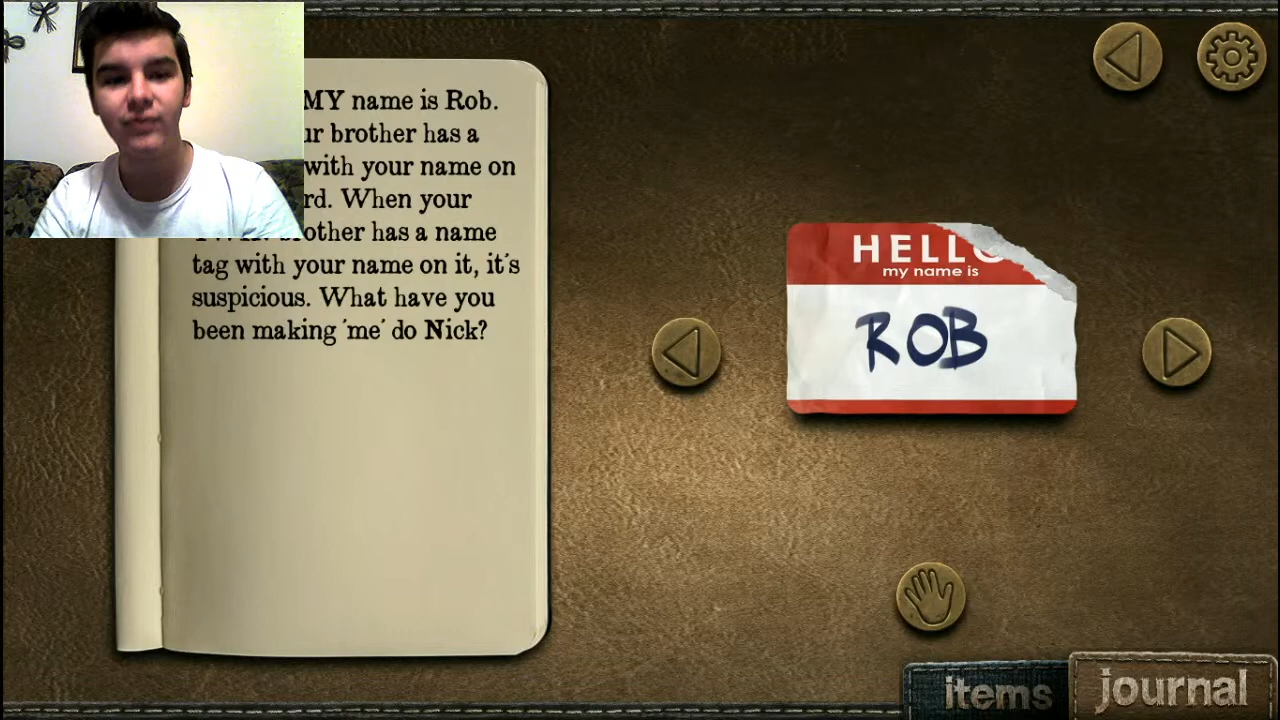 MY name is Rob.
brother has a
with your name on
When your
brother has a name
tag with your name on it, it's
suspicious. What have you
been making 'me' do Nick?
HELLO
my name is
ROB
items
journal